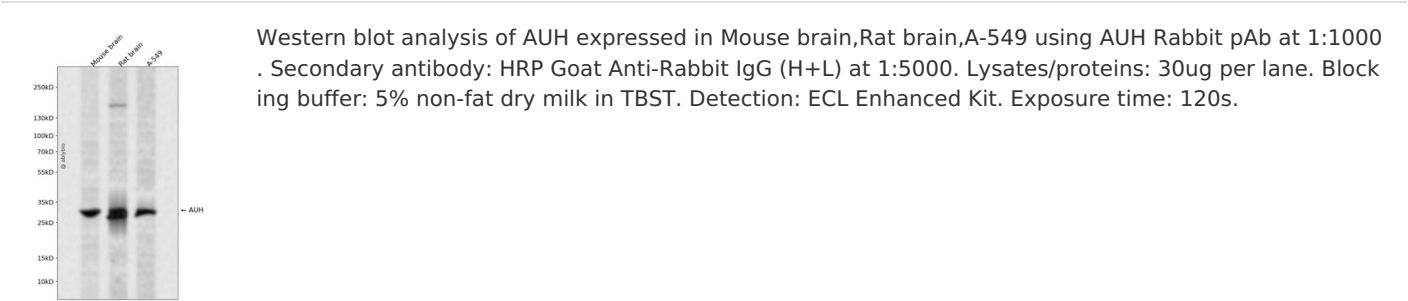 Mouse brain
Rat brain
A-549
Western blot analysis of AUH expressed in Mouse brain,Rat brain,A-549 using AUH Rabbit pAb at 1:1000
. Secondary antibody: HRP Goat Anti-Rabbit IgG (H+L) at 1:5000. Lysates/proteins: 30ug per lane. Block
ing buffer: 5% non-fat dry milk in TBST. Detection: ECL Enhanced Kit. Exposure time: 120s.
250kD
130kD
100kD
70kD
55kD
35kD
← AUH
25kD
15kD
10kD